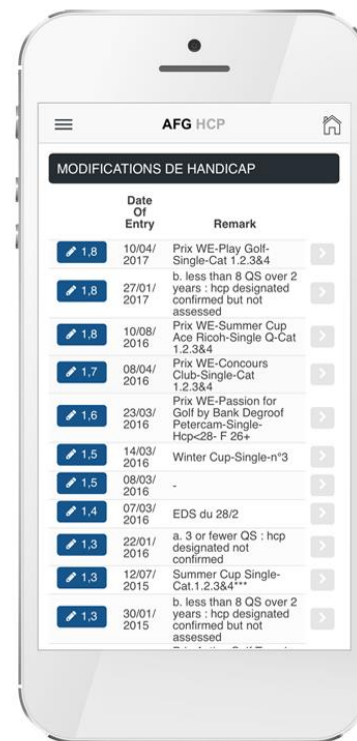 AFG HCP
MODIFICATIONS DE HANDICAP
Date
Of
Entry
Remark
1,8
10/04/
2017
Prix WE-Play Golf-
Single-Cat 1.2.3&4
1,8
27/01/
2017
b. less than 8 QS over 2
years : hcp designated
confirmed but not
assessed
1,8
10/08/
2016
Prix WE-Summer Cup
Ace Ricoh-Single Q-Cat
1.2.3&4
1,7
08/04/
2016
Prix WE-Concours
Club-Single-Cat
1.2.3&4
1,6
23/03/
2016
Prix WE-Passion for
Golf by Bank Degroof
Petercam-Single-
Hcp<28- F 26+
1,5
14/03/
2016
Winter Cup-Single-n°3
1,5
08/03/
2016
-
1,4
07/03/
2016
EDS du 28/2
1,3
22/01/
2016
a. 3 or fewer QS : hcp
designated not
confirmed
1,3
12/07/
2015
Summer Cup Single-
Cat.1.2.3&4***
1,3
30/01/
2015
b. less than 8 QS over 2
years : hcp designated
confirmed but not
assessed